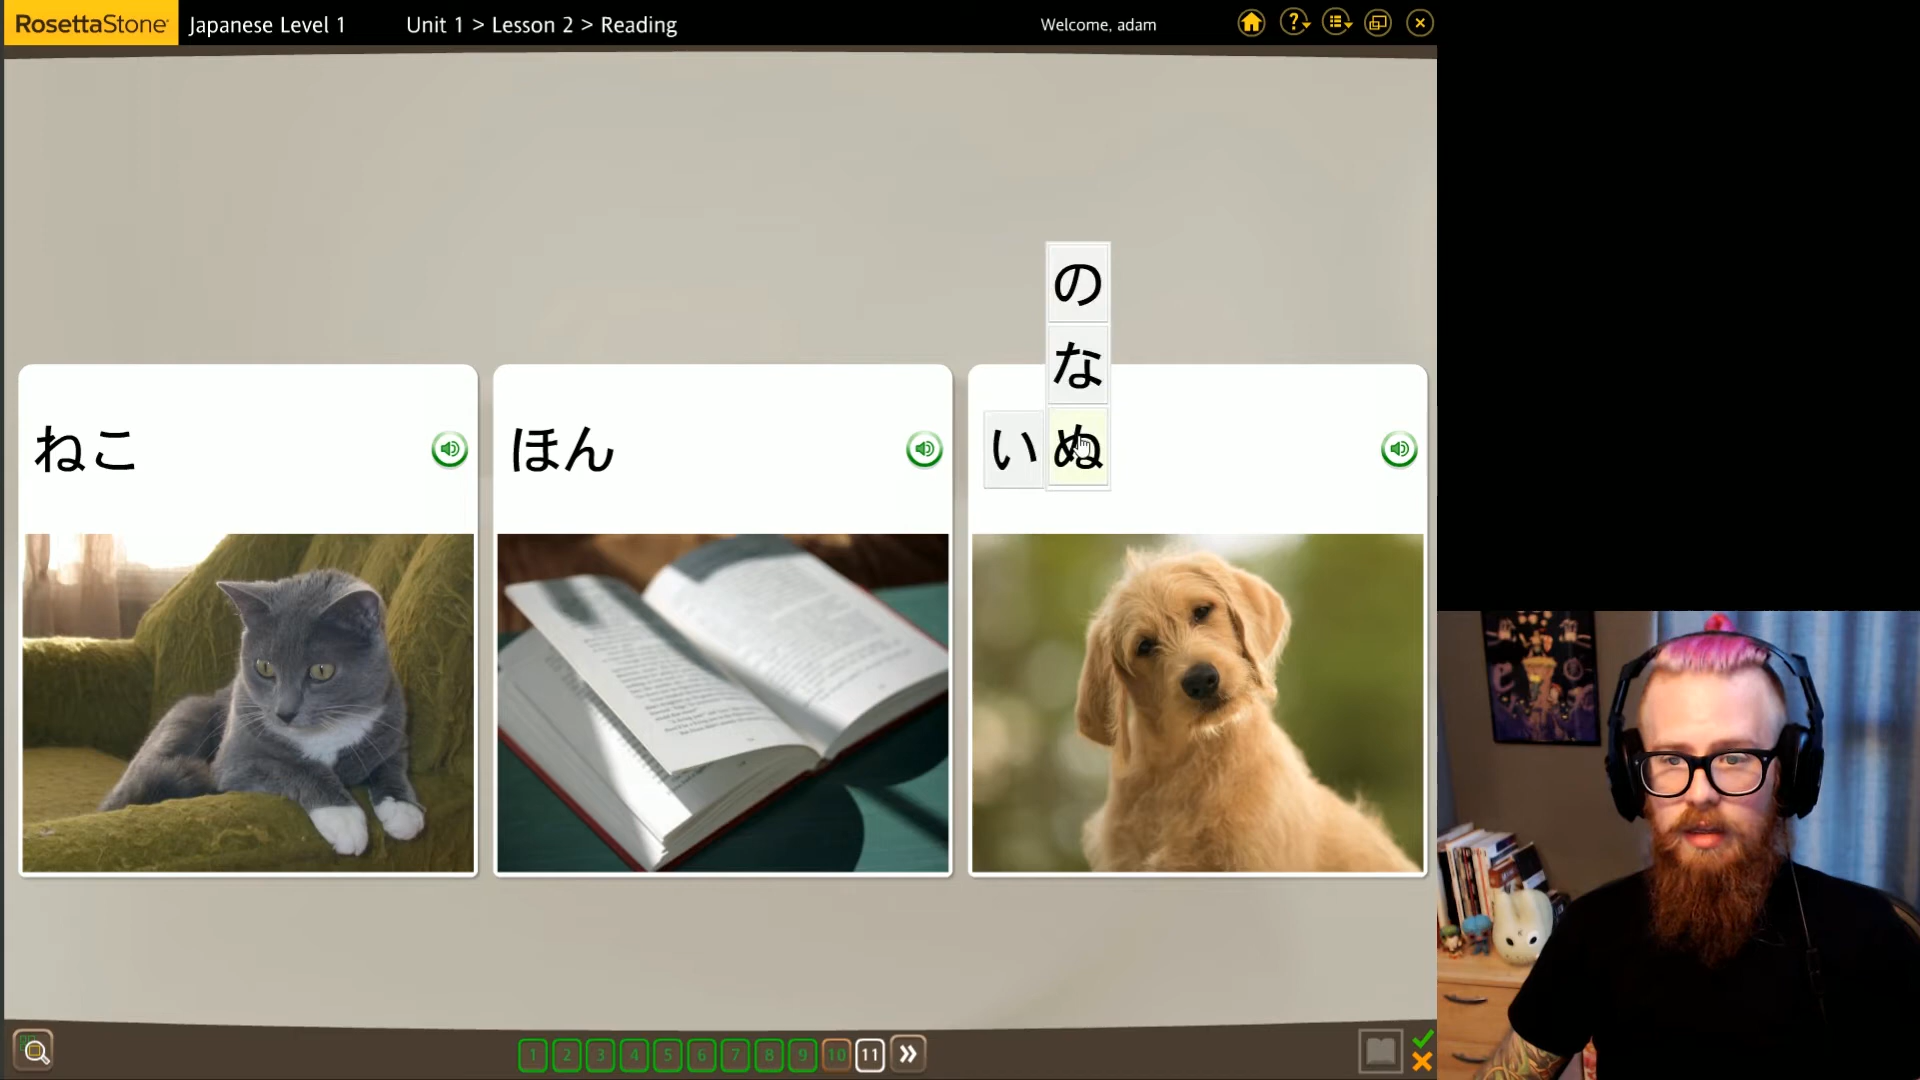 RosettaStone Japanese Level 1 Unit 1 > Lesson 2 > Reading Welcome, adam
の
な
ねこ
ほん
いぬ
1 2 3 4 5 6 7 8 9 10 11